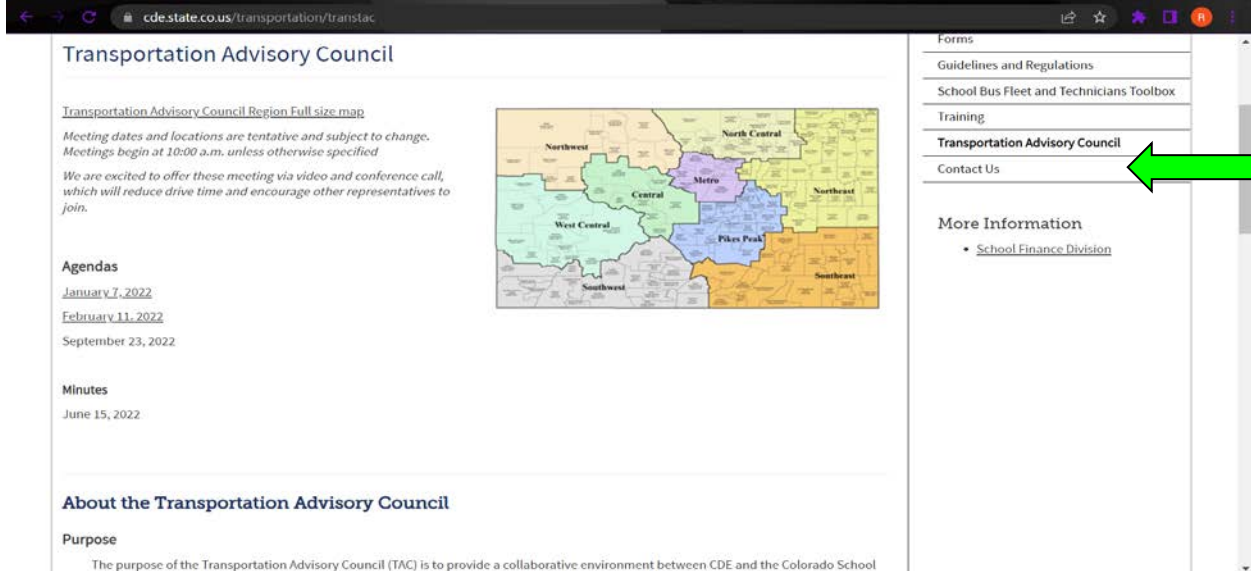 cde.state.co.us/transportation/transtac
R
Transportation Advisory Council
Transportation Advisory Council Region Full size map
Meeting dates and locations are tentative and subject to change.
Meetings begin at 10:00 a.m. unless otherwise specified
We are excited to offer these meeting via video and conference call,
which will reduce drive time and encourage other representatives to
join.
Agendas
January 7, 2022
February 11, 2022
September 23, 2022
Minutes
June 15, 2022
Northwest
North Central
Metro
Northeast
Central
West Central
Pikes Peak
Southeast
Southwest
About the Transportation Advisory Council
Purpose
The purpose of the Transportation Advisory Council (TAC) is to provide a collaborative environment between CDE and the Colorado School
Forms
Guidelines and Regulations
School Bus Fleet and Technicians Toolbox
Training
Transportation Advisory Council
Contact Us
More Information
• School Finance Division